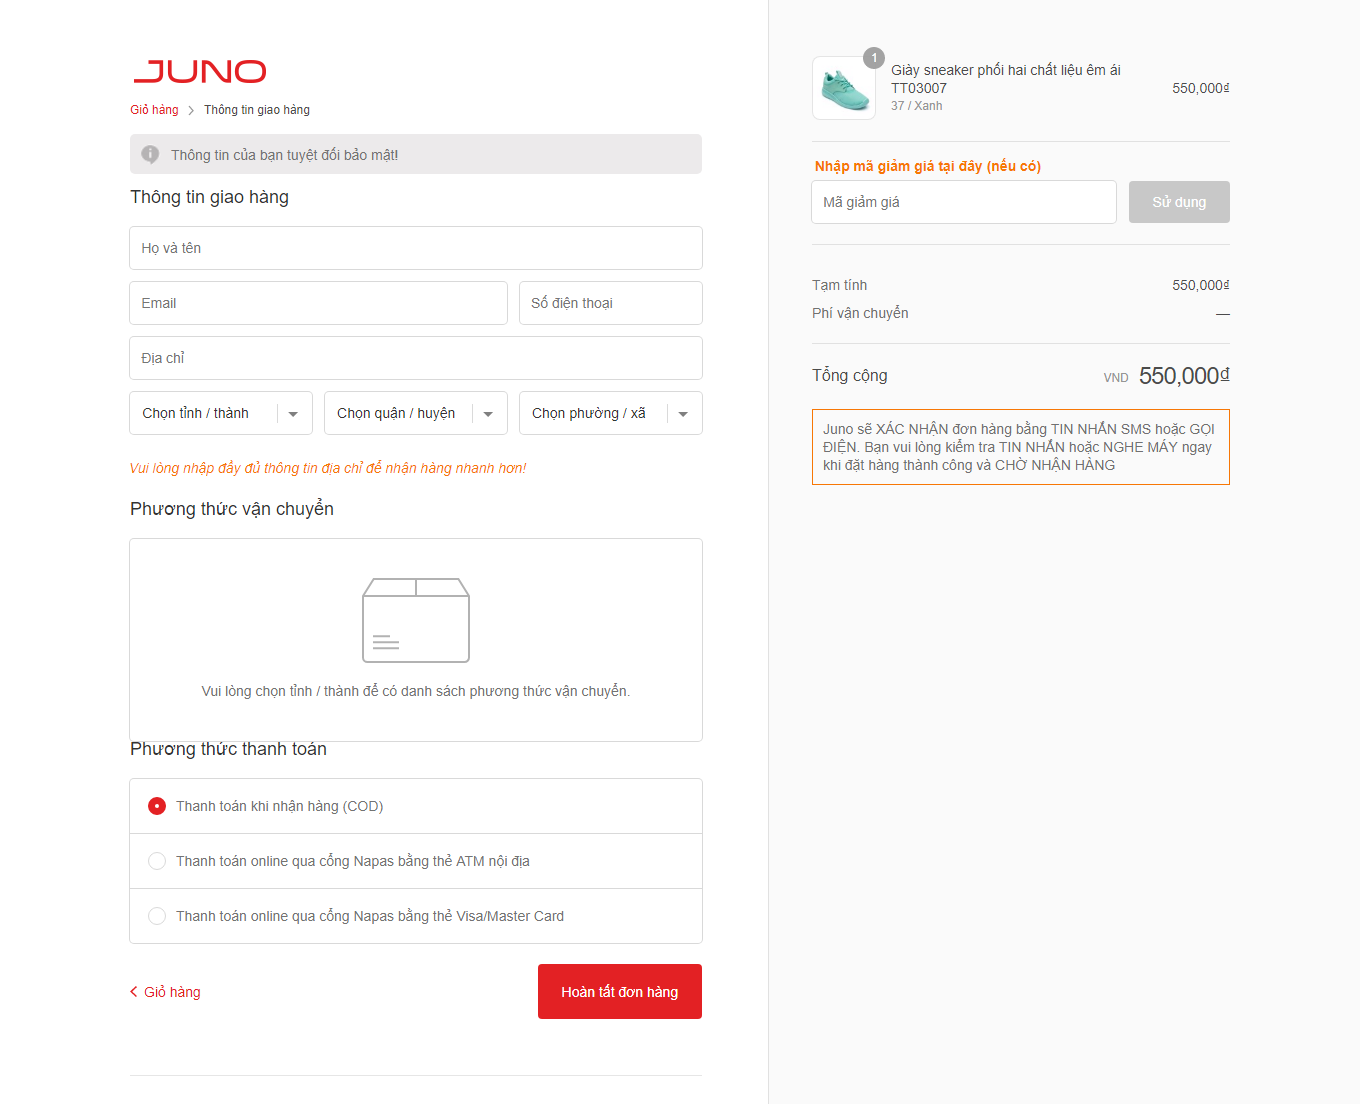 JUNO
Giỏ hàng > Thông tin giao hàng
Thông tin của bạn tuyệt đối bảo mật!
Thông tin giao hàng
Họ và tên
Email
Số điện thoại
Địa chỉ
Chọn tỉnh / thành
Chọn quận / huyện
Chọn phường / xã
Vui lòng nhập đầy đủ thông tin địa chỉ để nhận hàng nhanh hơn!
Phương thức vận chuyển
Vui lòng chọn tỉnh / thành để có danh sách phương thức vận chuyển.
Phương thức thanh toán
Thanh toán khi nhận hàng (COD)
Thanh toán online qua cổng Napas bằng thẻ ATM nội địa
Thanh toán online qua cổng Napas bằng thẻ Visa/Master Card
Giỏ hàng
Hoàn tất đơn hàng
1
Giày sneaker phối hai chất liệu êm ái
TT03007
37 / Xanh
550,000₫
Nhập mã giảm giá tại đây (nếu có)
Mã giảm giá
Sử dụng
Tạm tính 550,000₫
Phí vận chuyển —
Tổng cộng VND 550,000₫
Juno sẽ XÁC NHẬN đơn hàng bằng TIN NHẮN SMS hoặc GỌI
ĐIỆN. Bạn vui lòng kiểm tra TIN NHẮN hoặc NGHE MÁY ngay
khi đặt hàng thành công và CHỜ NHẬN HÀNG